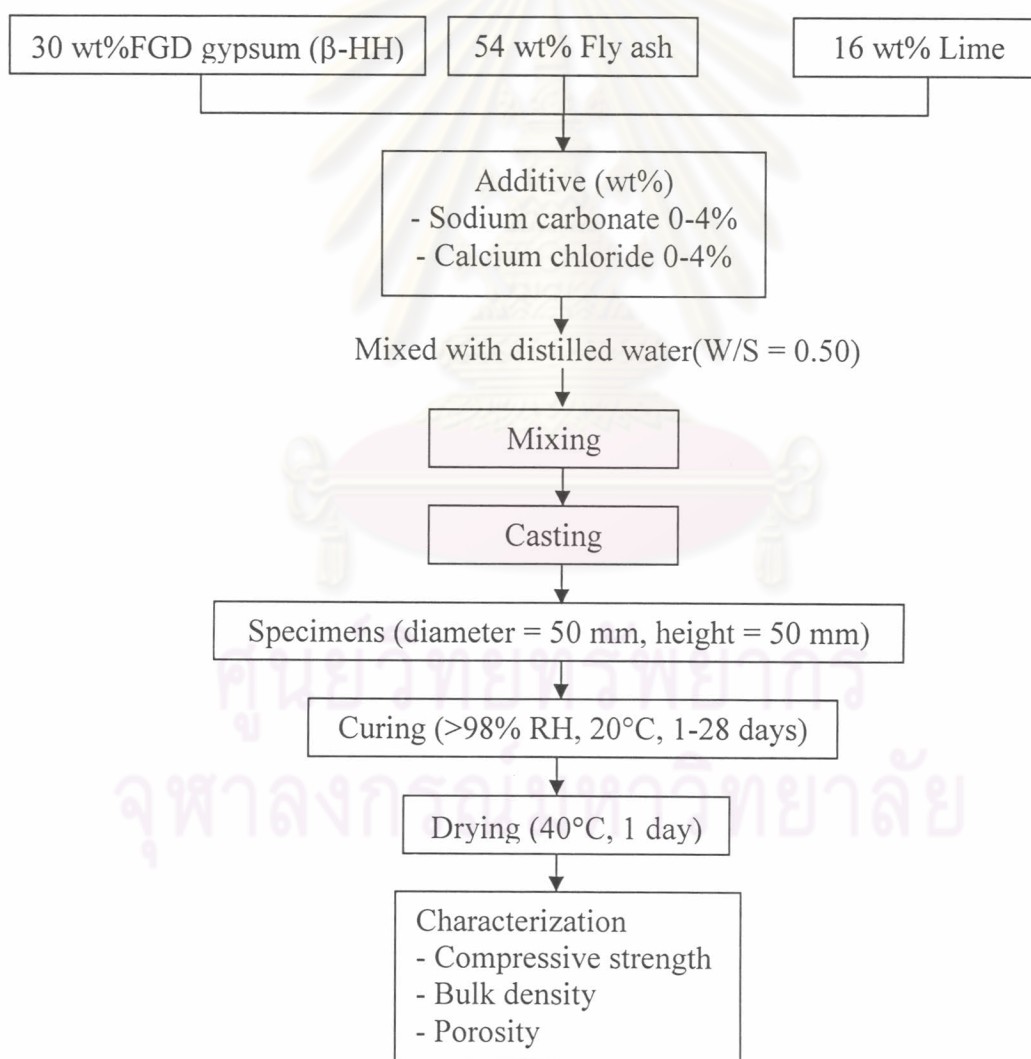 30 wt%FGD gypsum (β-HH)
54 wt% Fly ash
16 wt% Lime
Additive (wt%)
- Sodium carbonate 0-4%
- Calcium chloride 0-4%
Mixed with distilled water(W/S = 0.50)
Mixing
Casting
Specimens (diameter = 50 mm, height = 50 mm)
ศูนย์วิทยทรัพยากร
Curing (>98% RH, 20°C, 1-28 days)
จุฬาลงกรณ์มหาวิทยาลัย
Drying (40°C, 1 day)
Characterization
- Compressive strength
- Bulk density
- Porosity